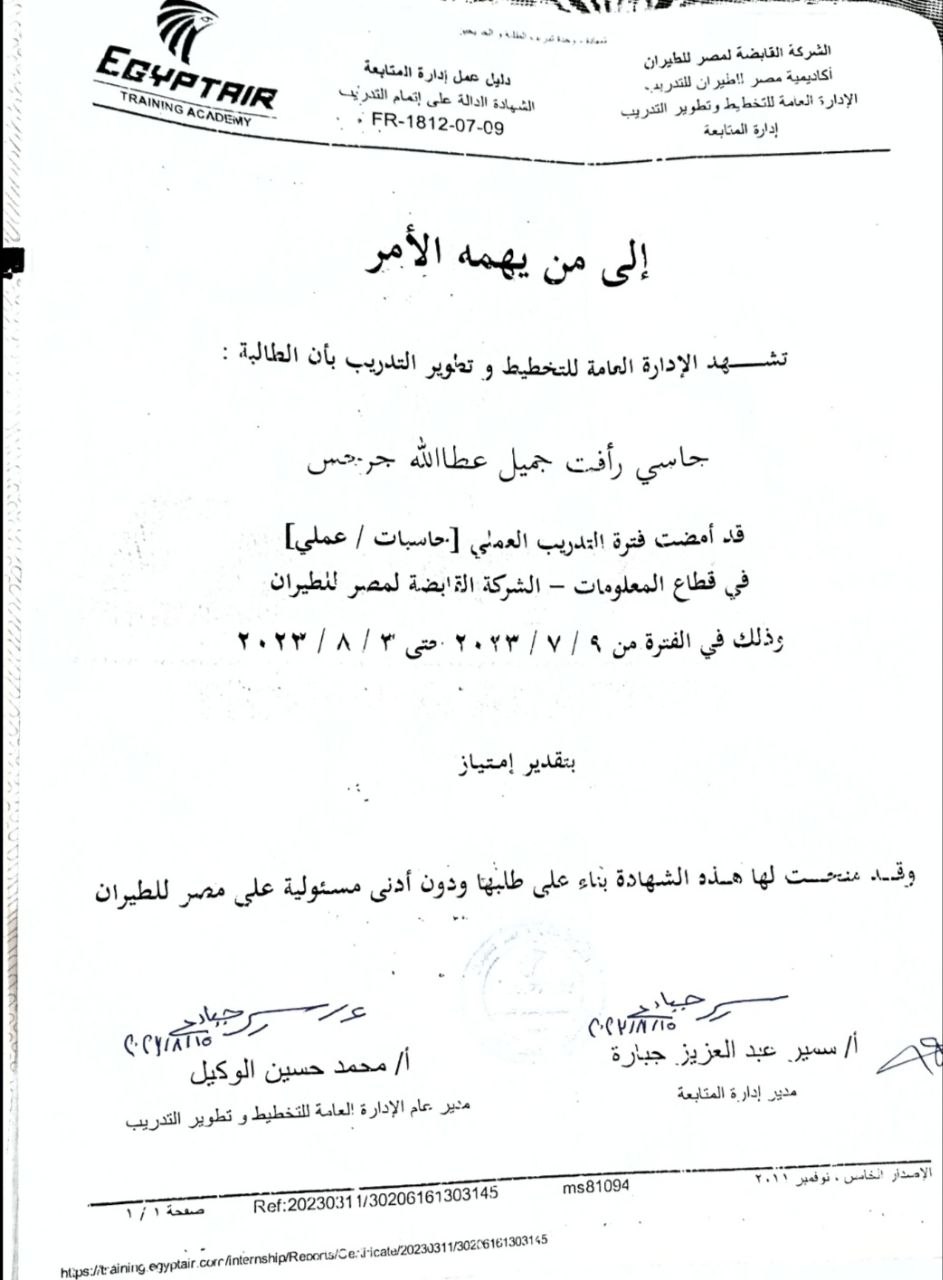 EGYPTAIR
TRAINING ACADEMY
دليل عمل إدارة المتابعة
الشهادة الدالة على إتمام التدريب
FR-1812-07-09
الشركة القابضة لمصر للطيران
أكاديمية مصر للطيران للتدريب
الإدارة العامة للتخطيط وتطوير التدريب
إدارة المتابعة
إلى من يهمه الأمر
تشـــهد الإدارة العامة للتخطيط و تطوير التدريب بأن الطالبة :
جاسي رأفت جميل عطاالله جرجس
قد أمضت فترة التدريب العملي [حاسبات / عملي]
في قطاع المعلومات – الشركة القابضة لمصر للطيران
وذلك في الفترة من ٩ / ٧ / ٢٠٢٣ حتى ٣ / ٨ / ٢٠٢٣
بتقدير إمتياز
وقـد منحـت لها هـذه الشهادة بناء على طلبها ودون أدنى مسئولية على مصر للطيران
٢٠٢٣/٨/١٥
٢٠٢٣/٨/١٥
أ/ سمير عبد العزيز جبارة
مدير إدارة المتابعة
أ/ محمد حسين الوكيل
مدير عام الإدارة العامة للتخطيط و تطوير التدريب
الإصدار الخامس ، نوفمبر ٢٠١١
ms81094
Ref:20230311/30206161303145
صفحة ١ / ١
https://training.egyptair.com/internship/Reports/Certificate/20230311/30206161303145